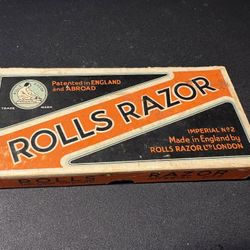 Patented in ENGLAND
and ABROAD
TRADE MARK
ROLLS RAZOR
IMPERIAL Nº2
Made in England by
ROLLS RAZOR LTD LONDON
ROLLS RAZOR